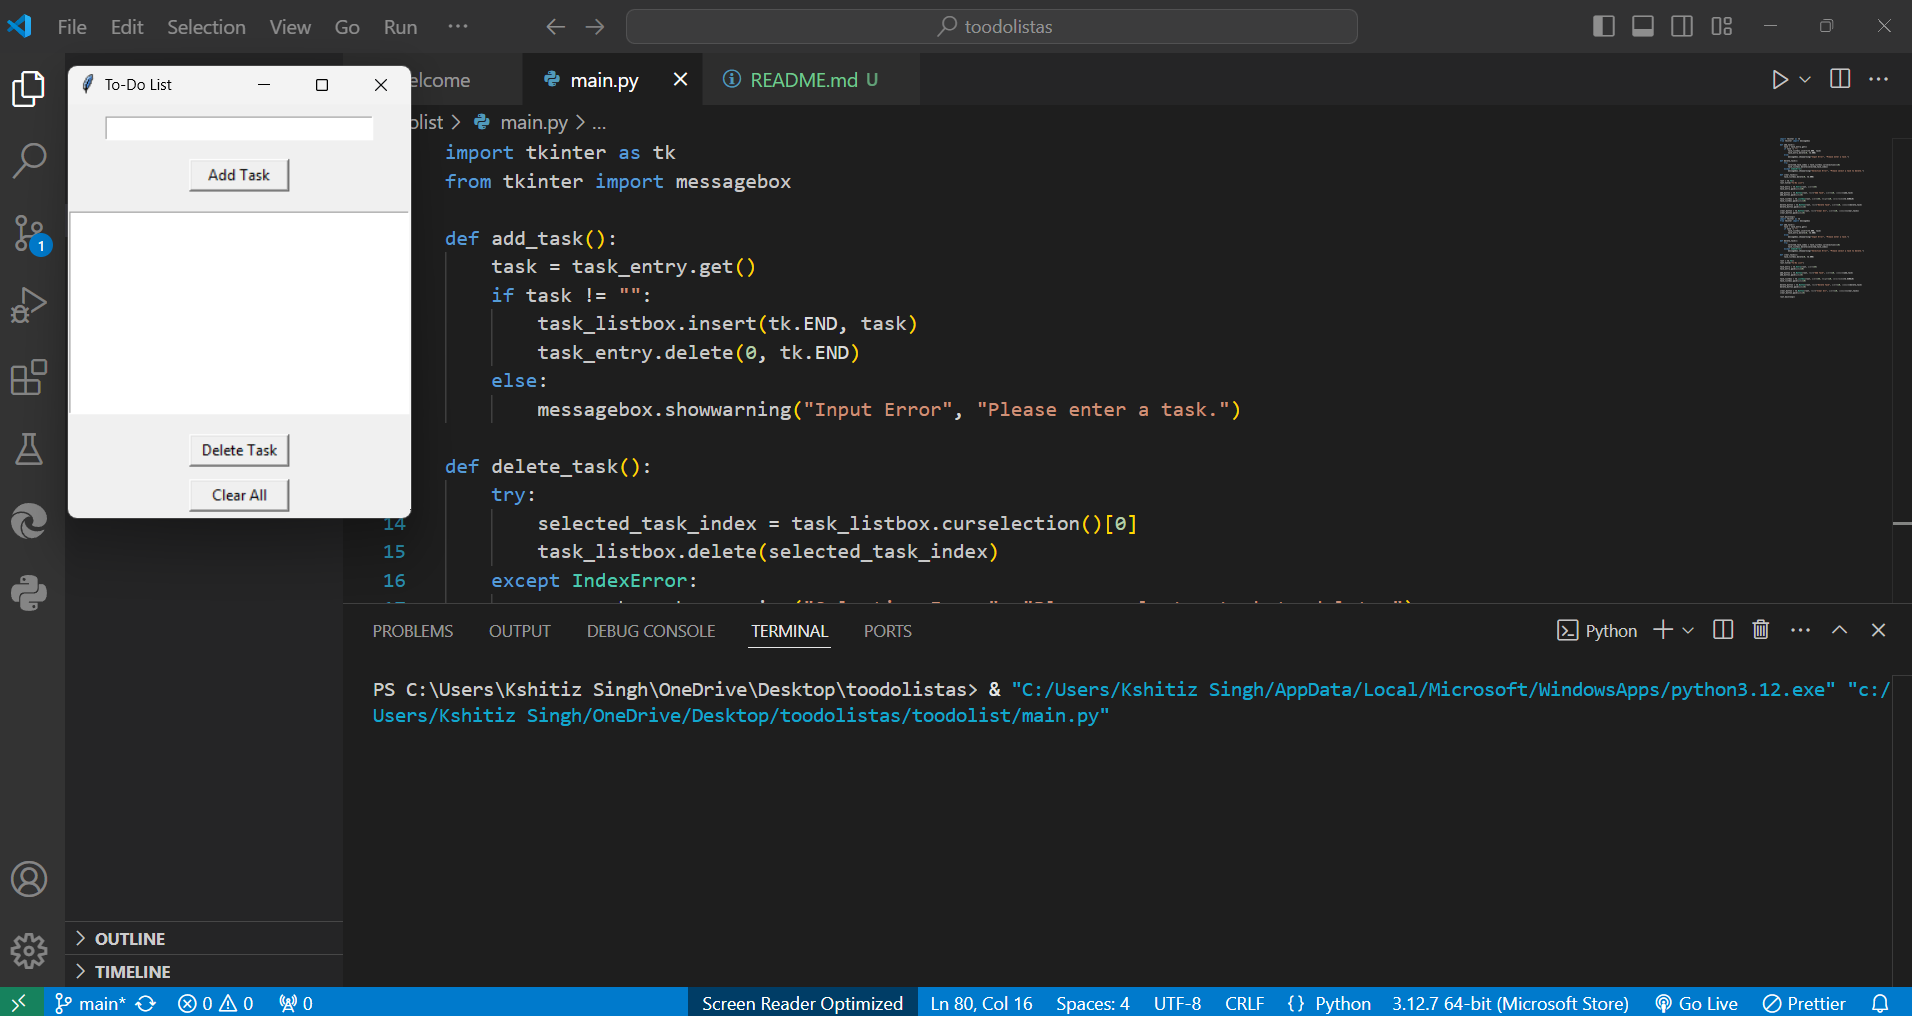 File Edit Selection View Go Run ··· toodolistas
elcome main.py README.md U
To-Do List
Add Task
Delete Task
Clear All
olist > main.py > ...
import tkinter as tk
from tkinter import messagebox
def add_task():
task = task_entry.get()
if task != "":
task_listbox.insert(tk.END, task)
task_entry.delete(0, tk.END)
else:
messagebox.showwarning("Input Error", "Please enter a task.")
def delete_task():
try:
14 selected_task_index = task_listbox.curselection()[0]
15 task_listbox.delete(selected_task_index)
16 except IndexError:
1
PROBLEMS OUTPUT DEBUG CONSOLE TERMINAL PORTS Python
PS C:\Users\Kshitiz Singh\OneDrive\Desktop\toodolistas> & "C:/Users/Kshitiz Singh/AppData/Local/Microsoft/WindowsApps/python3.12.exe" "c:/
Users/Kshitiz Singh/OneDrive/Desktop/toodolistas/toodolist/main.py"
OUTLINE
TIMELINE
main* 0 0 0 Screen Reader Optimized Ln 80, Col 16 Spaces: 4 UTF-8 CRLF {} Python 3.12.7 64-bit (Microsoft Store) Go Live Prettier